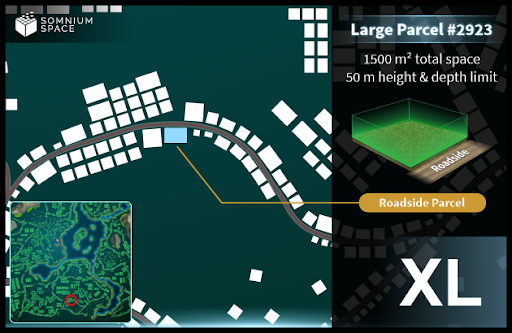 SOMNIUM
SPACE
Large Parcel #2923
1500 m² total space
50 m height & depth limit
Roadside
Roadside Parcel
XL